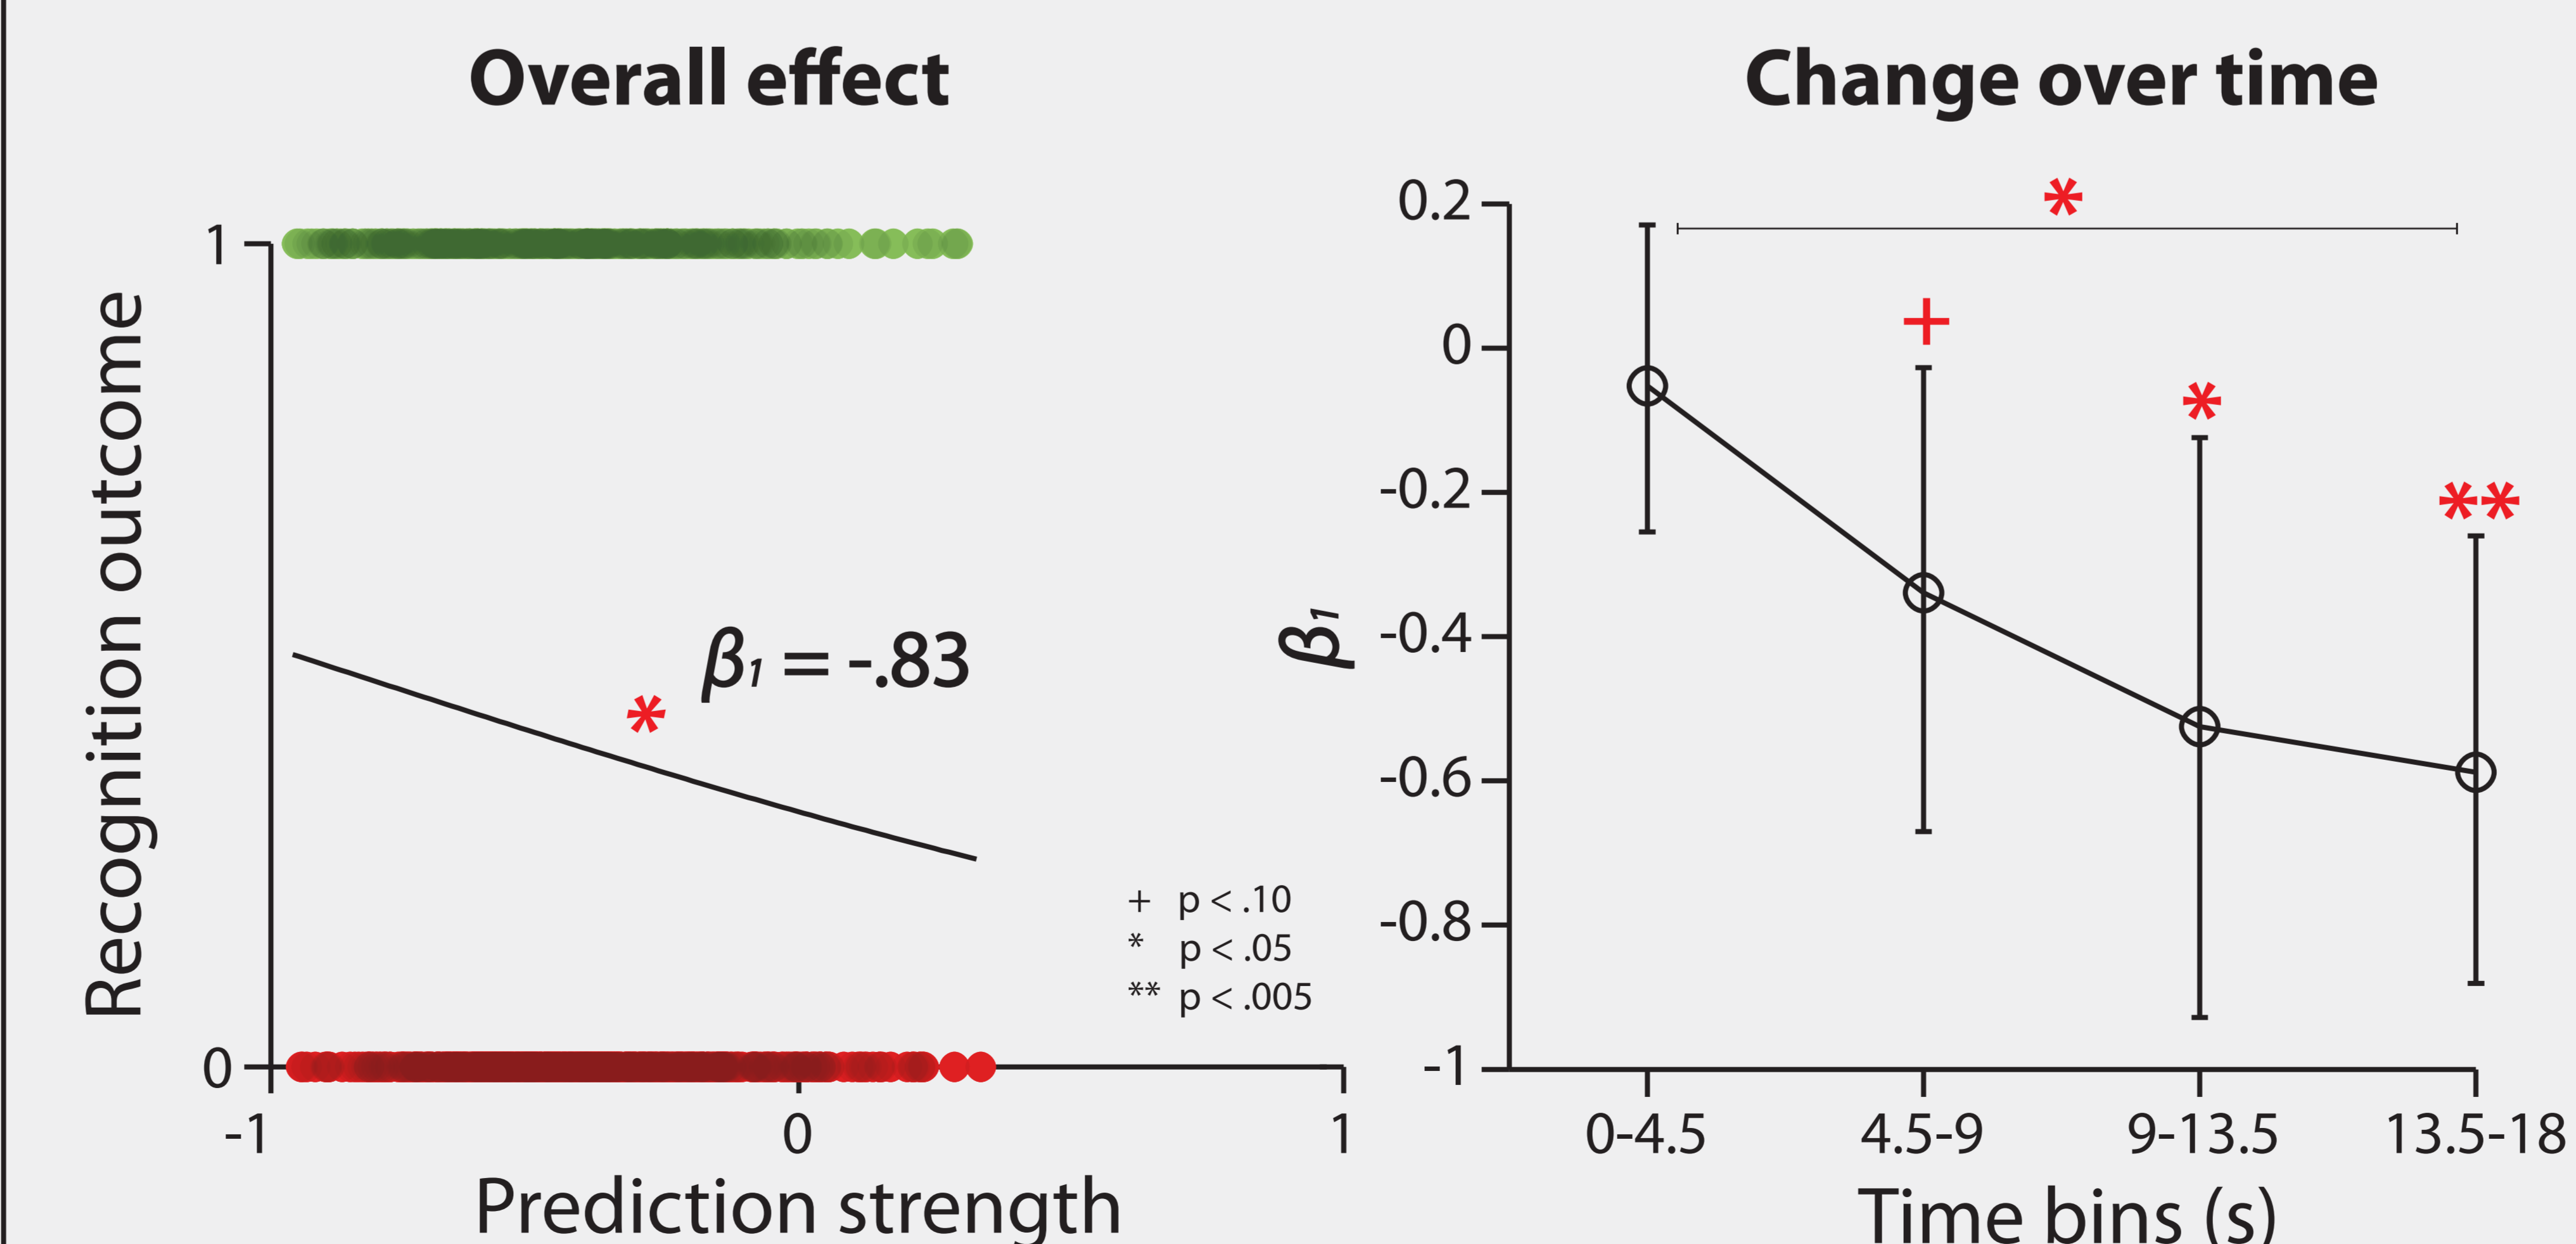 Overall effect
Recognition outcome
1
0
β1 = -.83
*
+ p < .10
* p < .05
** p < .005
-1 0 1
Prediction strength
Change over time
β1
0.2
0
-0.2
-0.4
-0.6
-0.8
-1
*
+
*
**
0-4.5 4.5-9 9-13.5 13.5-18
Time bins (s)